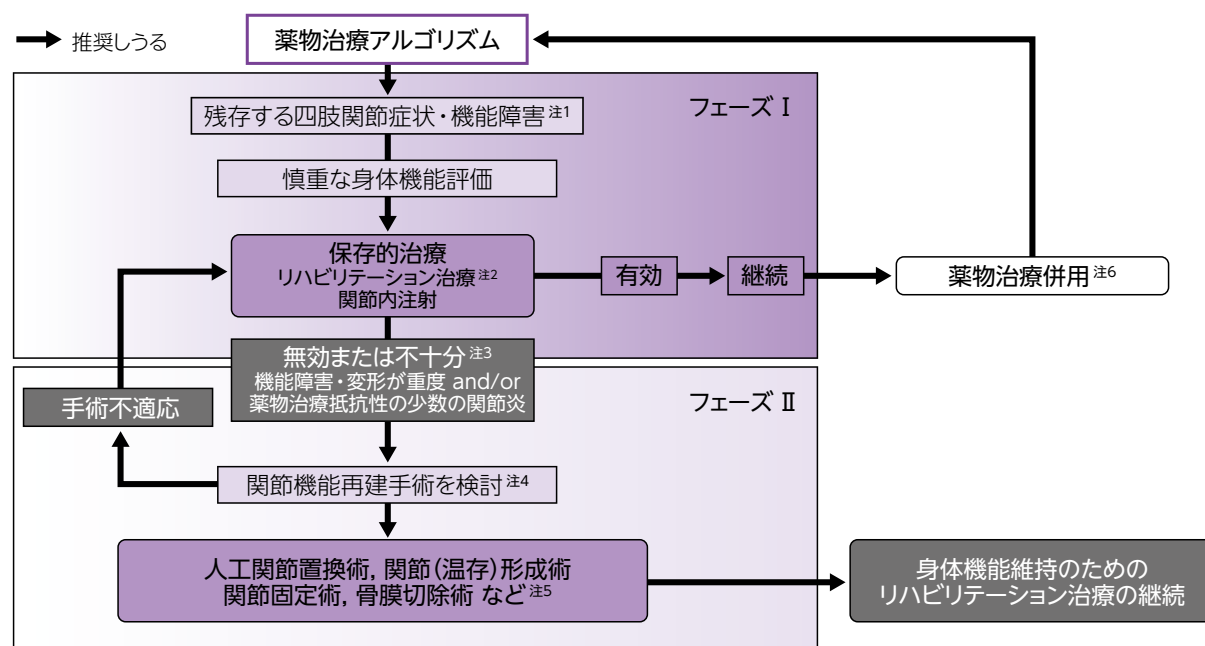 推奨しうる
薬物治療アルゴリズム
フェーズ Ⅰ
残存する四肢関節症状・機能障害 注1
慎重な身体機能評価
保存的治療
リハビリテーション治療 注2
関節内注射
有効
継続
薬物治療併用 注6
無効または不十分 注3
機能障害・変形が重度 and/or
薬物治療抵抗性の少数の関節炎
手術不適応
フェーズ Ⅱ
関節機能再建手術を検討 注4
人工関節置換術, 関節(温存)形成術
関節固定術, 骨膜切除術 など 注5
身体機能維持のための
リハビリテーション治療の継続